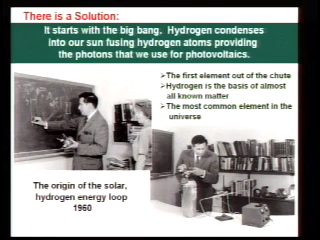 There is a Solution:
It starts with the big bang. Hydrogen condenses
into our sun fusing hydrogen atoms providing
the photons that we use for photovoltaics.
➢The first element out of the chute
➢Hydrogen is the basis of almost
all known matter
➢The most common element in the
universe
The origin of the solar,
hydrogen energy loop
1960